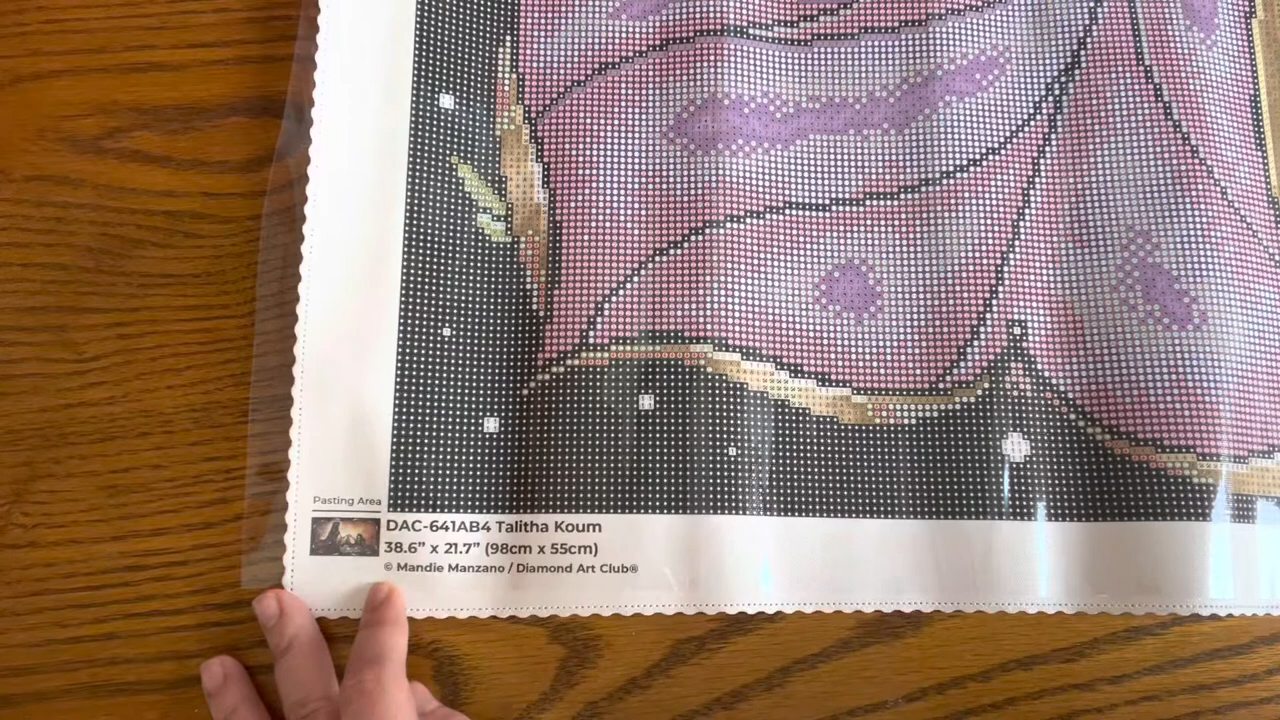 Pasting Area
DAC-641AB4 Talitha Koum
38.6” x 21.7” (98cm x 55cm)
© Mandie Manzano / Diamond Art Club®